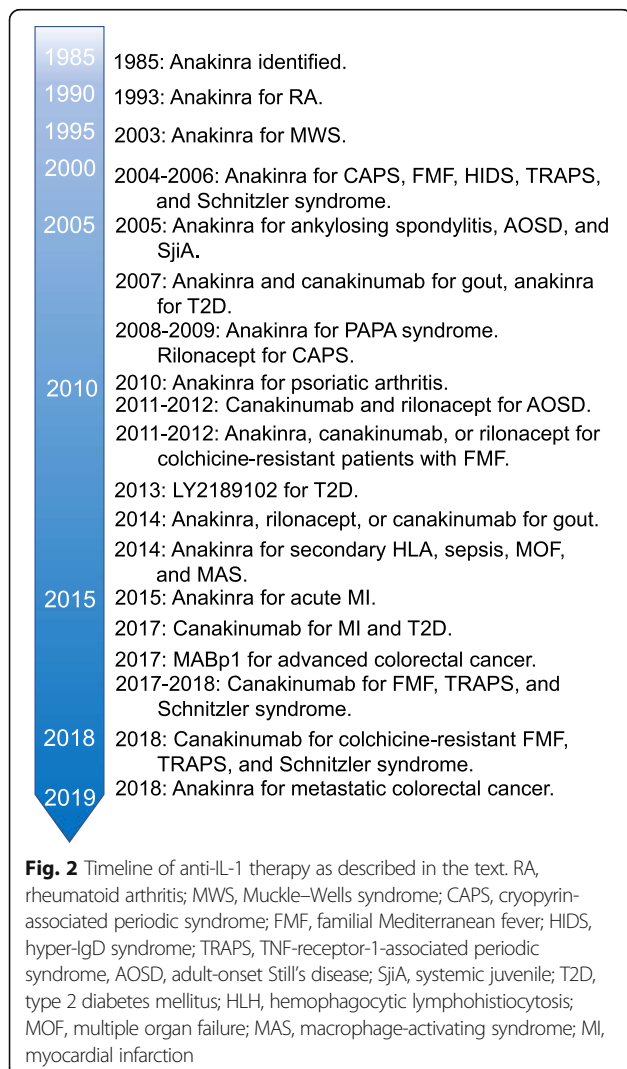 1985
1985: Anakinra identified.
1990
1993: Anakinra for RA.
1995
2003: Anakinra for MWS.
2000
2004-2006: Anakinra for CAPS, FMF, HIDS, TRAPS,
and Schnitzler syndrome.
2005
2005: Anakinra for ankylosing spondylitis, AOSD, and
SjiA.
2007: Anakinra and canakinumab for gout, anakinra
for T2D.
2008-2009: Anakinra for PAPA syndrome.
Rilonacept for CAPS.
2010
2010: Anakinra for psoriatic arthritis.
2011-2012: Canakinumab and rilonacept for AOSD.
2011-2012: Anakinra, canakinumab, or rilonacept for
colchicine-resistant patients with FMF.
2013: LY2189102 for T2D.
2014: Anakinra, rilonacept, or canakinumab for gout.
2014: Anakinra for secondary HLA, sepsis, MOF,
and MAS.
2015
2015: Anakinra for acute MI.
2017: Canakinumab for MI and T2D.
2017: MABp1 for advanced colorectal cancer.
2017-2018: Canakinumab for FMF, TRAPS, and
Schnitzler syndrome.
2018
2018: Canakinumab for colchicine-resistant FMF,
TRAPS, and Schnitzler syndrome.
2019
2018: Anakinra for metastatic colorectal cancer.
Fig. 2 Timeline of anti-IL-1 therapy as described in the text. RA,
rheumatoid arthritis; MWS, Muckle–Wells syndrome; CAPS, cryopyrin-
associated periodic syndrome; FMF, familial Mediterranean fever; HIDS,
hyper-IgD syndrome; TRAPS, TNF-receptor-1-associated periodic
syndrome, AOSD, adult-onset Still's disease; SjiA, systemic juvenile; T2D,
type 2 diabetes mellitus; HLH, hemophagocytic lymphohistiocytosis;
MOF, multiple organ failure; MAS, macrophage-activating syndrome; MI,
myocardial infarction